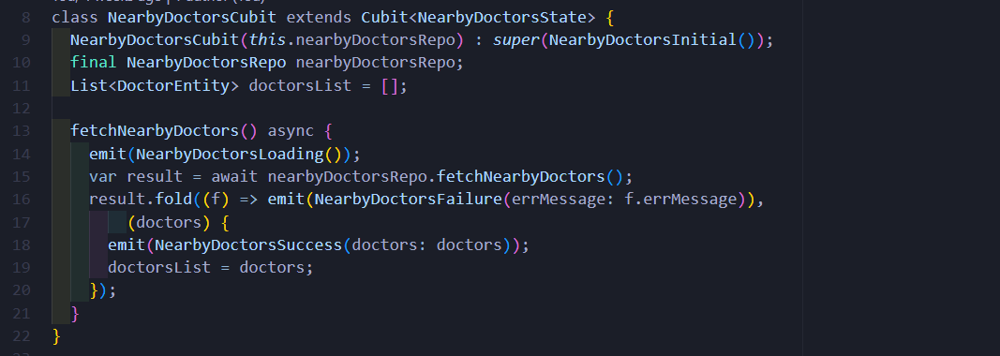 8 class NearbyDoctorsCubit extends Cubit<NearbyDoctorsState> {
9 NearbyDoctorsCubit(this.nearbyDoctorsRepo) : super(NearbyDoctorsInitial());
10 final NearbyDoctorsRepo nearbyDoctorsRepo;
11 List<DoctorEntity> doctorsList = [];
12
13 fetchNearbyDoctors() async {
14 emit(NearbyDoctorsLoading());
15 var result = await nearbyDoctorsRepo.fetchNearbyDoctors();
16 result.fold((f) => emit(NearbyDoctorsFailure(errMessage: f.errMessage)),
17 (doctors) {
18 emit(NearbyDoctorsSuccess(doctors: doctors));
19 doctorsList = doctors;
20 });
21 }
22 }